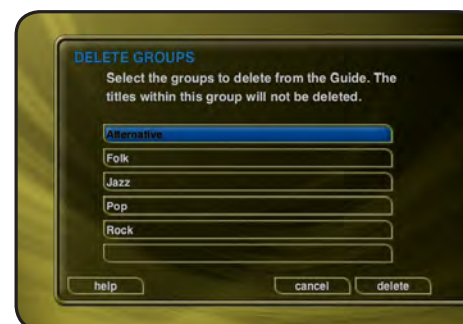 DELETE GROUPS
Select the groups to delete from the Guide. The
titles within this group will not be deleted.
Alternative
Folk
Jazz
Pop
Rock
help
cancel
delete